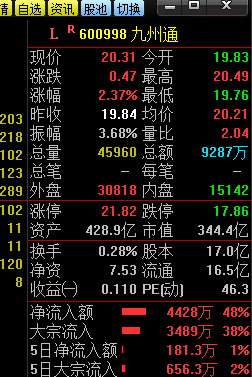 情 自选 资讯 股池 切换
L R 600998 九州通
现价 20.31 今开 19.83
203 涨跌 0.47 最高 20.49
218 涨幅 2.37% 最低 19.76
102 昨收 19.84 均价 20.21
123 振幅 3.68% 量比 2.04
102 总量 45960 总额 9287万
总笔 — 每笔 —
289 外盘 30818 内盘 15142
102 涨停 21.82 跌停 17.86
11 资产 428.9亿 市值 344.4亿
11 换手 0.28% 股本 17.0亿
120 净资 7.53 流通 16.5亿
8 收益(一) 0.110 PE(动) 46.3
净流入额 4428万 48%
大宗流入 3489万 38%
5日净流入额 181.3万 1%
5日大宗流入 656.3万 2%